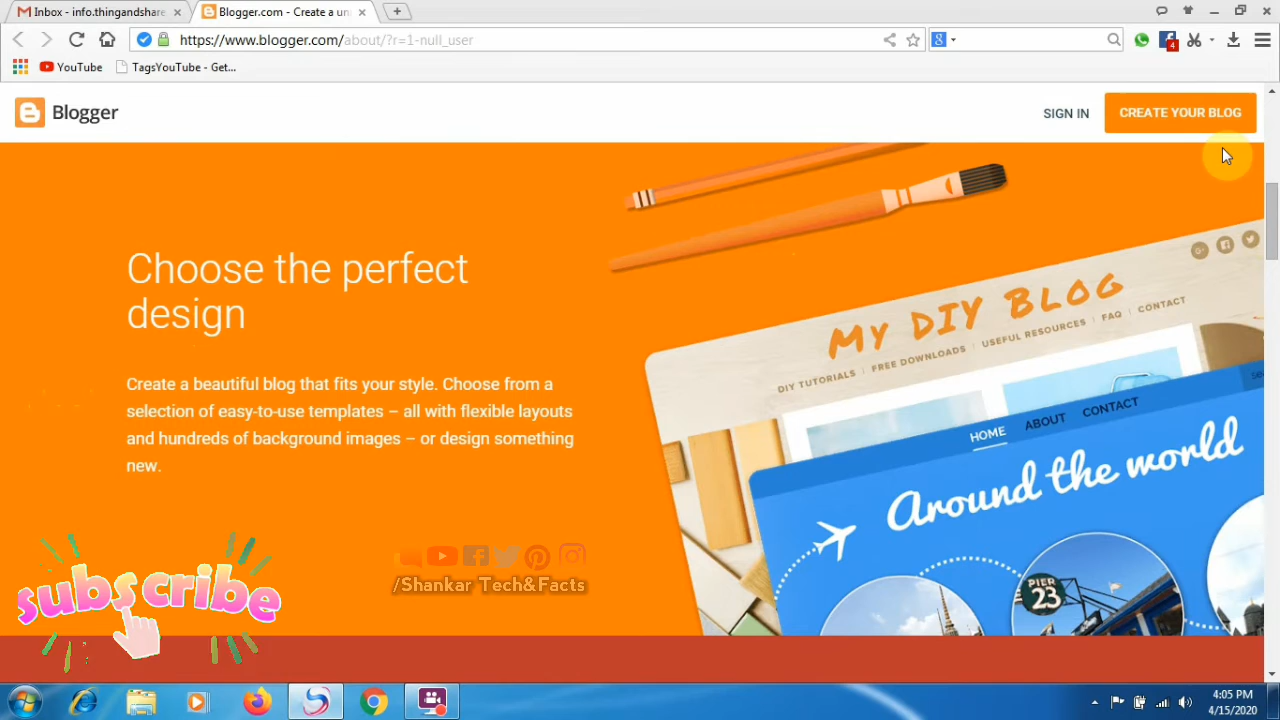 Inbox - info.thingandshare
Blogger.com - Create a un
https://www.blogger.com/about/?r=1-null_user
g
4
YouTube
TagsYouTube - Get...
Blogger
SIGN IN
CREATE YOUR BLOG
Choose the perfect
design
Create a beautiful blog that fits your style. Choose from a
selection of easy-to-use templates – all with flexible layouts
and hundreds of background images – or design something
new.
MY DIY BLOG
DIY TUTORIALS | FREE DOWNLOADS | USEFUL RESOURCES | FAQ | CONTACT
HOME ABOUT CONTACT
Around the world
PIER
23
subscribe
/Shankar Tech&Facts
4:05 PM
4/15/2020